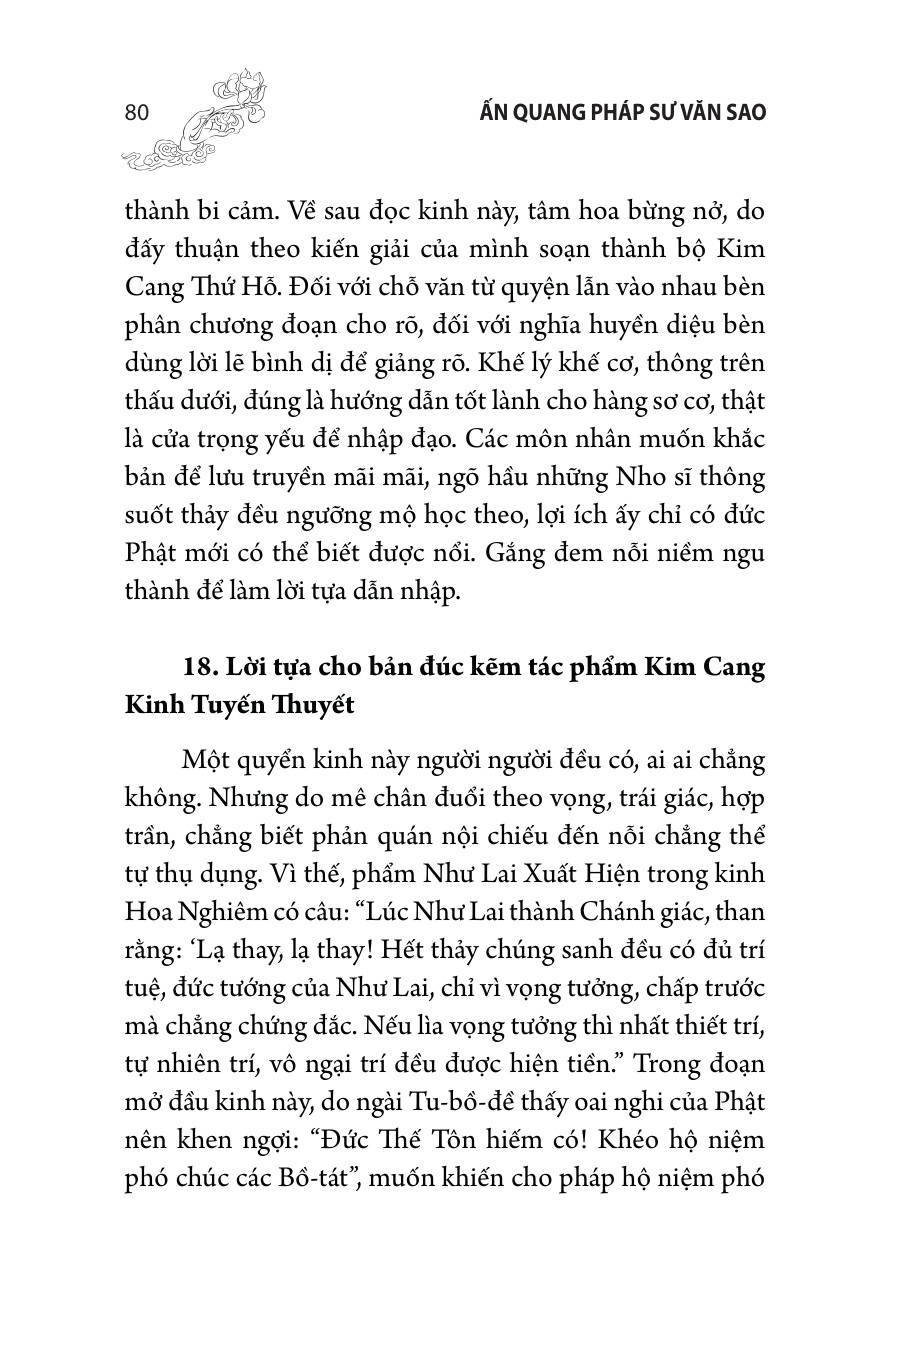 80
ẤN QUANG PHÁP SƯ VĂN SAO
thành bi cảm. Về sau đọc kinh này, tâm hoa bừng nở, do
đấy thuận theo kiến giải của mình soạn thành bộ Kim
Cang Thứ Hỗ. Đối với chỗ văn từ quyện lẫn vào nhau bèn
phân chương đoạn cho rõ, đối với nghĩa huyền diệu bèn
dùng lời lẽ bình dị để giảng rõ. Khế lý khế cơ, thông trên
thấu dưới, đúng là hướng dẫn tốt lành cho hàng sơ cơ, thật
là cửa trọng yếu để nhập đạo. Các môn nhân muốn khắc
bản để lưu truyền mãi mãi, ngõ hầu những Nho sĩ thông
suốt thảy đều ngưỡng mộ học theo, lợi ích ấy chỉ có đức
Phật mới có thể biết được nổi. Gắng đem nỗi niềm ngu
thành để làm lời tựa dẫn nhập.
18. Lời tựa cho bản đúc kẽm tác phẩm Kim Cang
Kinh Tuyến Thuyết
Một quyển kinh này người người đều có, ai ai chẳng
không. Nhưng do mê chân đuổi theo vọng, trái giác, hợp
trần, chẳng biết phản quán nội chiếu đến nỗi chẳng thể
tự thụ dụng. Vì thế, phẩm Như Lai Xuất Hiện trong kinh
Hoa Nghiêm có câu: “Lúc Như Lai thành Chánh giác, than
rằng: ‘Lạ thay, lạ thay! Hết thảy chúng sanh đều có đủ trí
tuệ, đức tướng của Như Lai, chỉ vì vọng tưởng, chấp trước
mà chẳng chứng đắc. Nếu lìa vọng tưởng thì nhất thiết trí,
tự nhiên trí, vô ngại trí đều được hiện tiền.” Trong đoạn
mở đầu kinh này, do ngài Tu-bồ-đề thấy oai nghi của Phật
nên khen ngợi: “Đức Thế Tôn hiếm có! Khéo hộ niệm
phó chúc các Bồ-tát”, muốn khiến cho pháp hộ niệm phó